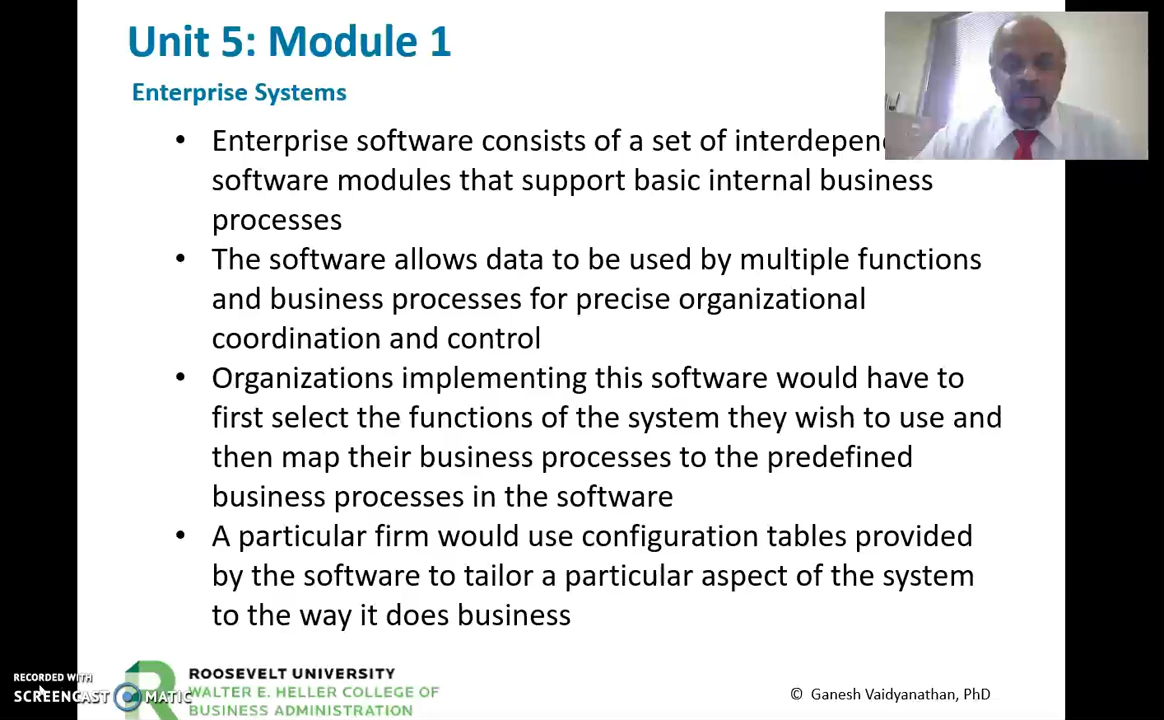 Unit 5: Module 1
Enterprise Systems
• Enterprise software consists of a set of
software modules that support basic internal business
processes
• The software allows data to be used by multiple functions
and business processes for precise organizational
coordination and control
• Organizations implementing this software would have to
first select the functions of the system they wish to use and
then map their business processes to the predefined
business processes in the software
• A particular firm would use configuration tables provided
by the software to tailor a particular aspect of the system
to the way it does business
RECORDED WITH
SCREENCAST MATIC
ROOSEVELT UNIVERSITY
WALTER E. HELLER COLLEGE OF
BUSINESS ADMINISTRATION
© Ganesh Vaidyanathan, PhD